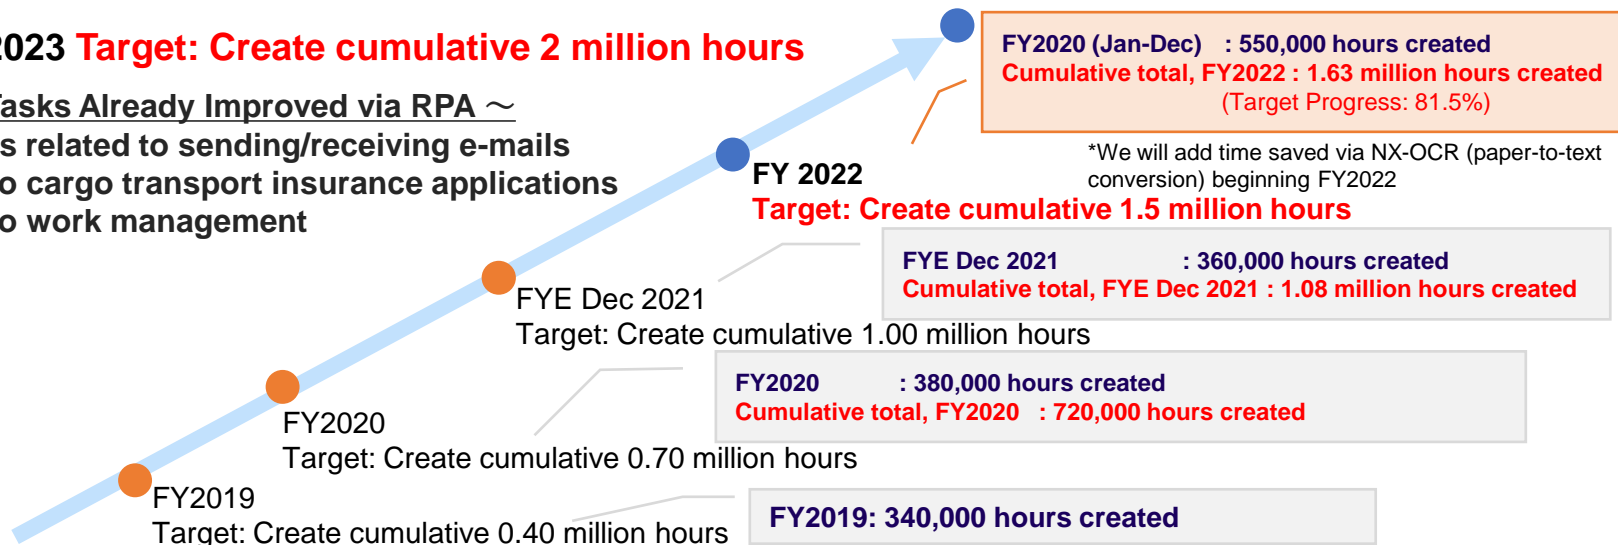 2023 Target: Create cumulative 2 million hours
Tasks Already Improved via RPA ～
s related to sending/receiving e-mails
o cargo transport insurance applications
o work management
FY2020 (Jan-Dec) : 550,000 hours created
Cumulative total, FY2022 : 1.63 million hours created
(Target Progress: 81.5%)
*We will add time saved via NX-OCR (paper-to-text
conversion) beginning FY2022
FY 2022
Target: Create cumulative 1.5 million hours
FYE Dec 2021 : 360,000 hours created
Cumulative total, FYE Dec 2021 : 1.08 million hours created
FYE Dec 2021
Target: Create cumulative 1.00 million hours
FY2020 : 380,000 hours created
Cumulative total, FY2020 : 720,000 hours created
FY2020
Target: Create cumulative 0.70 million hours
FY2019
Target: Create cumulative 0.40 million hours
FY2019: 340,000 hours created